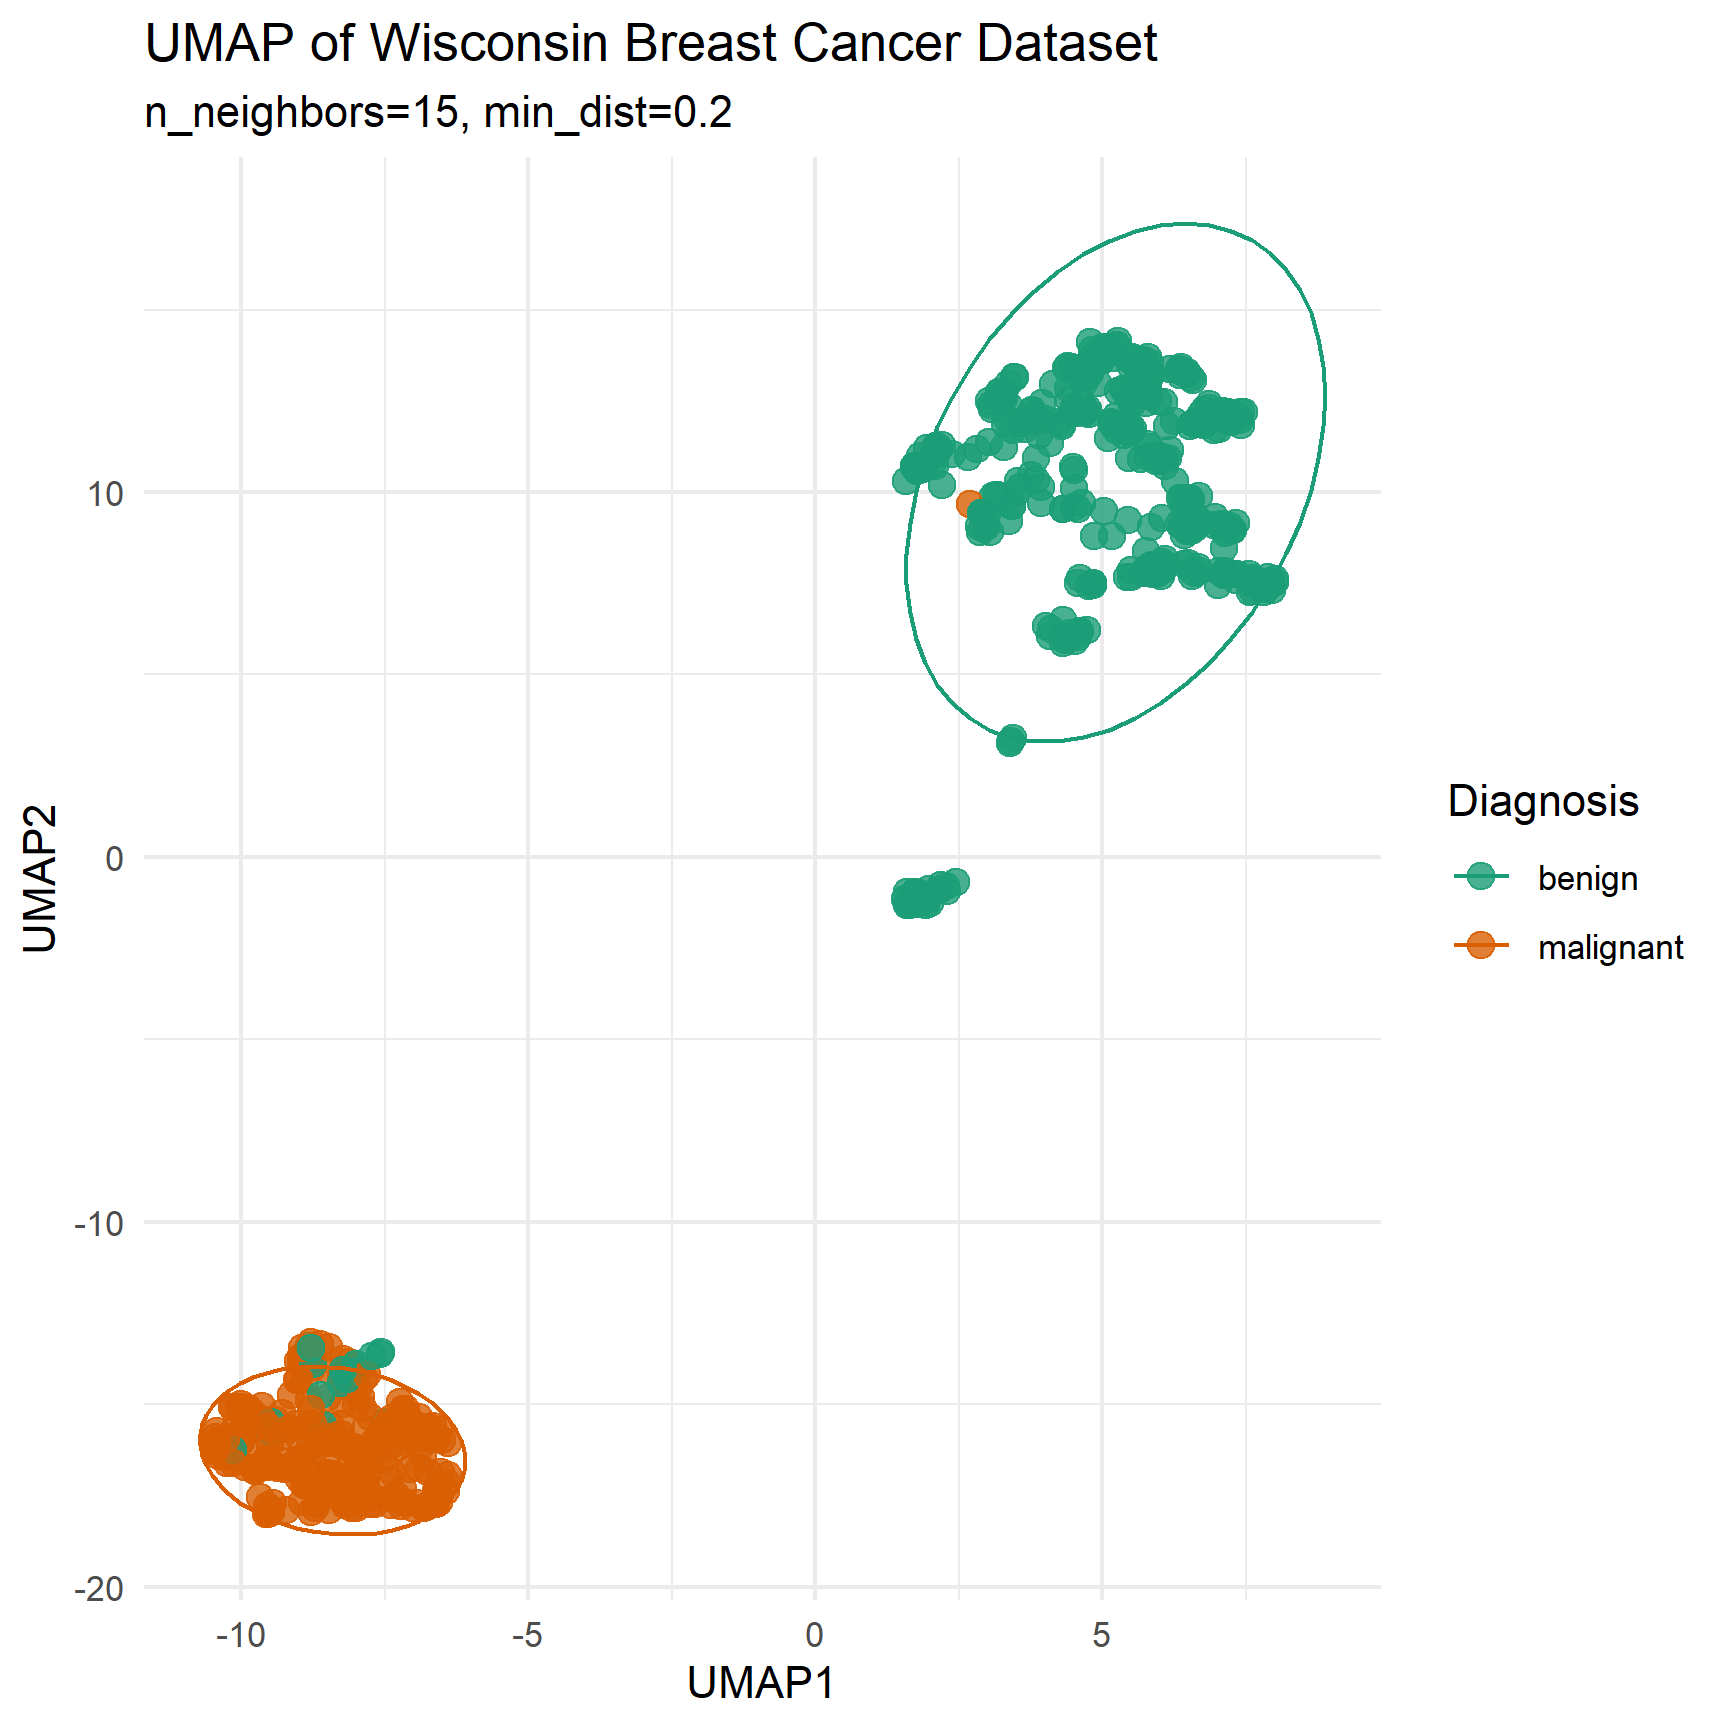 UMAP of Wisconsin Breast Cancer Dataset
n_neighbors=15, min_dist=0.2
10
0
-10
-20
UMAP2
-10
-5
0
5
UMAP1
Diagnosis
benign
malignant